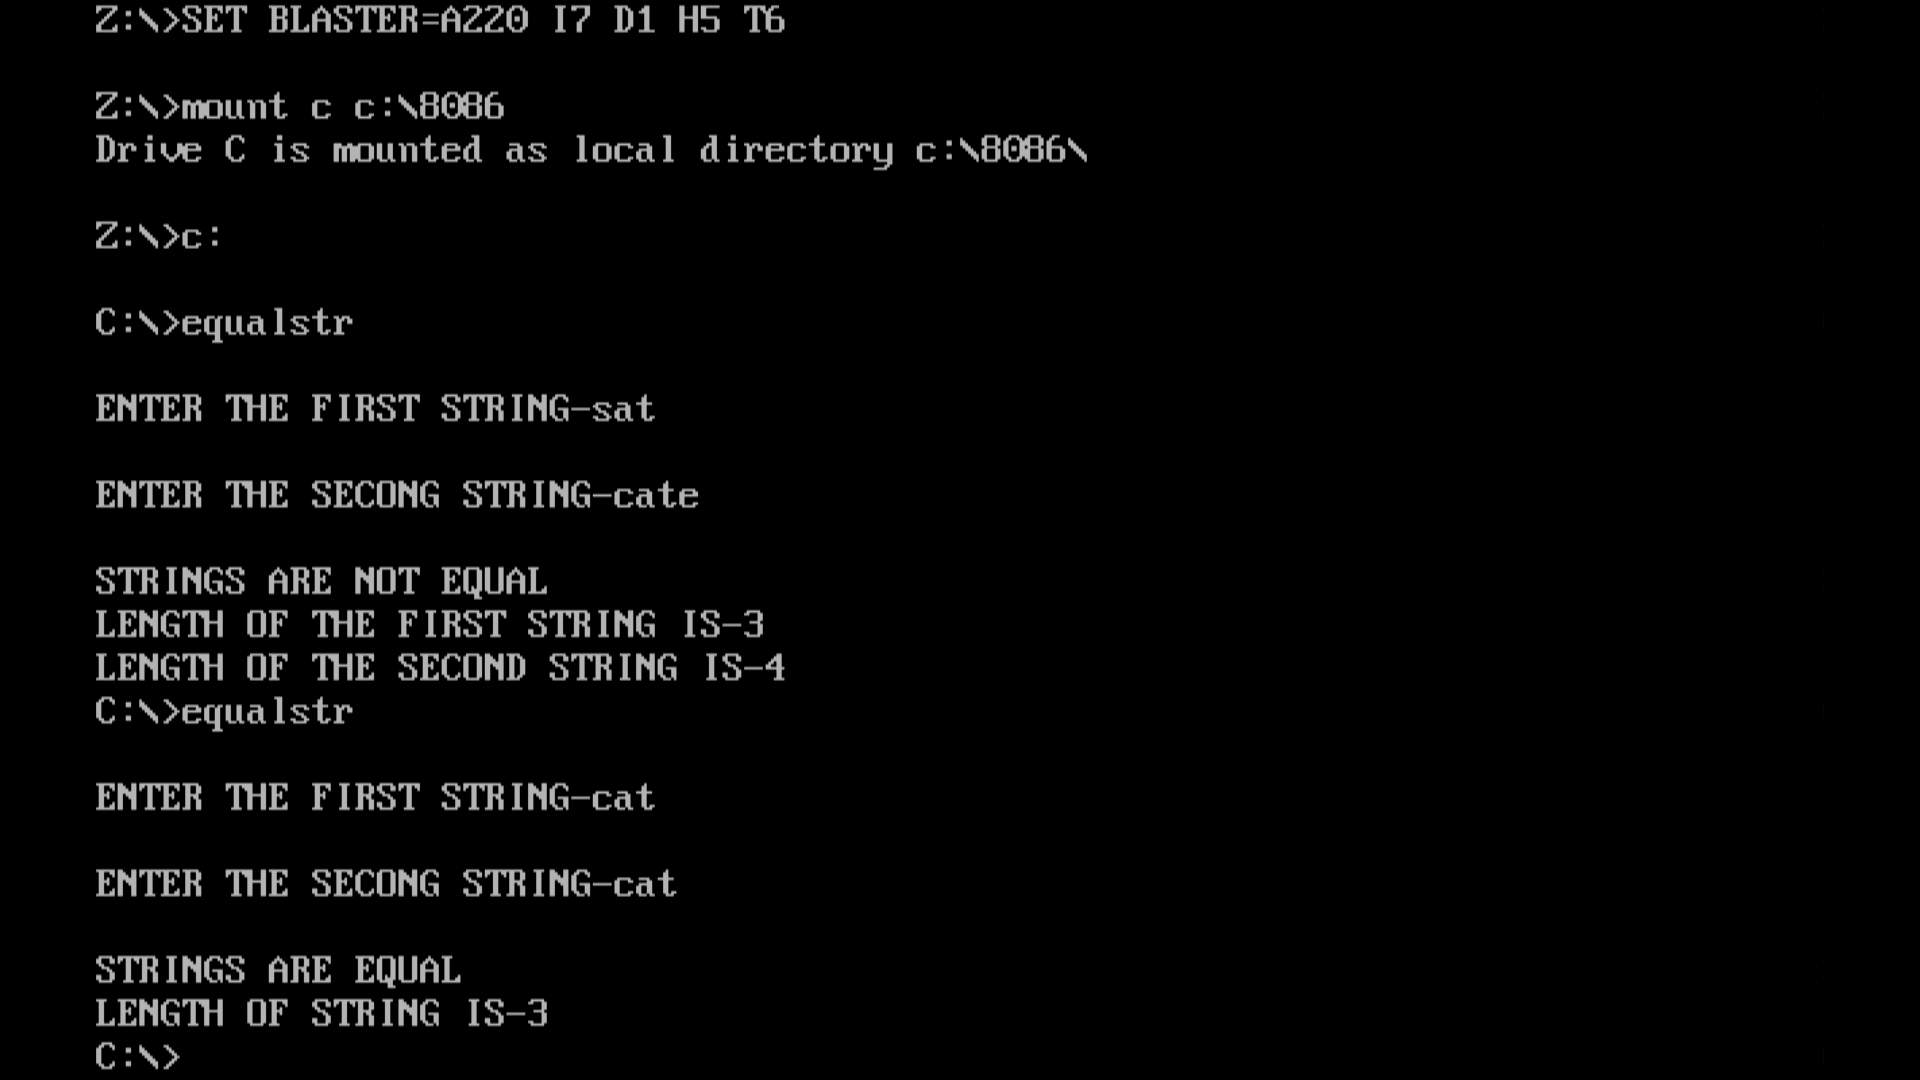 Z:\>SET BLASTER=A220 I7 D1 H5 T6
Z:\>mount c c:\8086
Drive C is mounted as local directory c:\8086\
Z:\>c:
C:\>equalstr
ENTER THE FIRST STRING-sat
ENTER THE SECONG STRING-cate
STRINGS ARE NOT EQUAL
LENGTH OF THE FIRST STRING IS-3
LENGTH OF THE SECOND STRING IS-4
C:\>equalstr
ENTER THE FIRST STRING-cat
ENTER THE SECONG STRING-cat
STRINGS ARE EQUAL
LENGTH OF STRING IS-3
C:\>